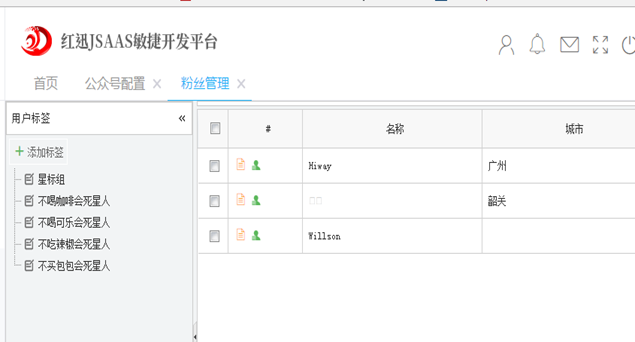 红迅JSAAS敏捷开发平台
首页 公众号配置 粉丝管理
用户标签
添加标签
星标组
不喝咖啡会死星人
不喝可乐会死星人
不吃辣椒会死星人
不买包包会死星人
# 名称 城市
Hiway 广州
韶关
Willson